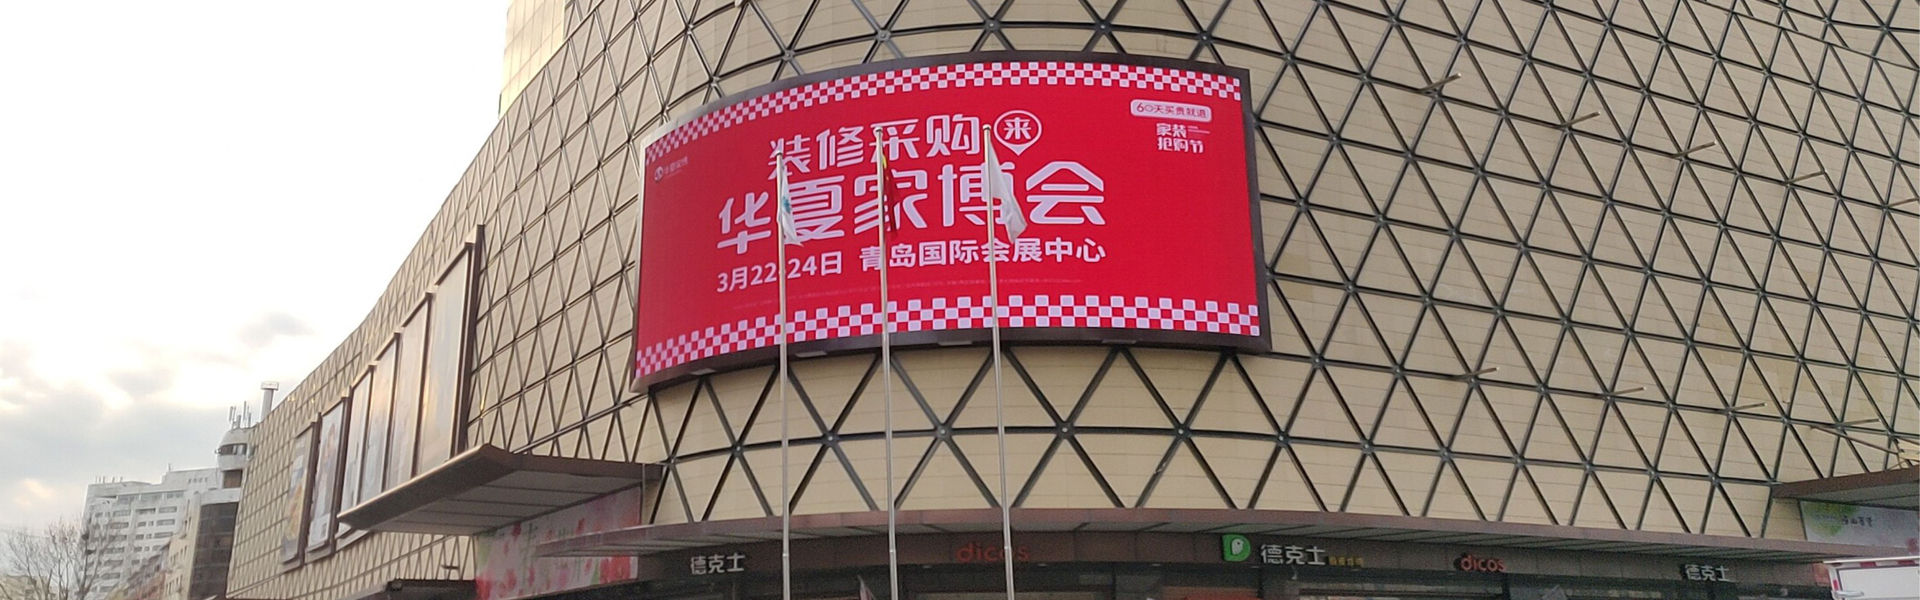 60天买贵就退
家装
抢购节
装修采购来
华夏家博会
3月22-24日 青岛国际会展中心
德克士
dicos
德克士
dicos
德克士